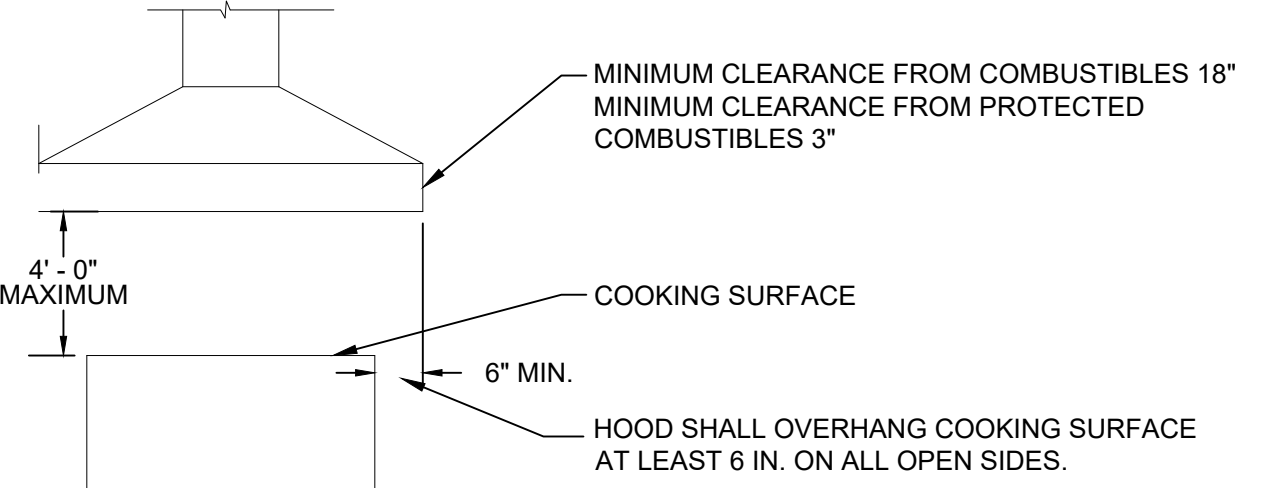 MINIMUM CLEARANCE FROM COMBUSTIBLES 18"
MINIMUM CLEARANCE FROM PROTECTED
COMBUSTIBLES 3"
4' - 0"
MAXIMUM
COOKING SURFACE
6" MIN.
HOOD SHALL OVERHANG COOKING SURFACE
AT LEAST 6 IN. ON ALL OPEN SIDES.